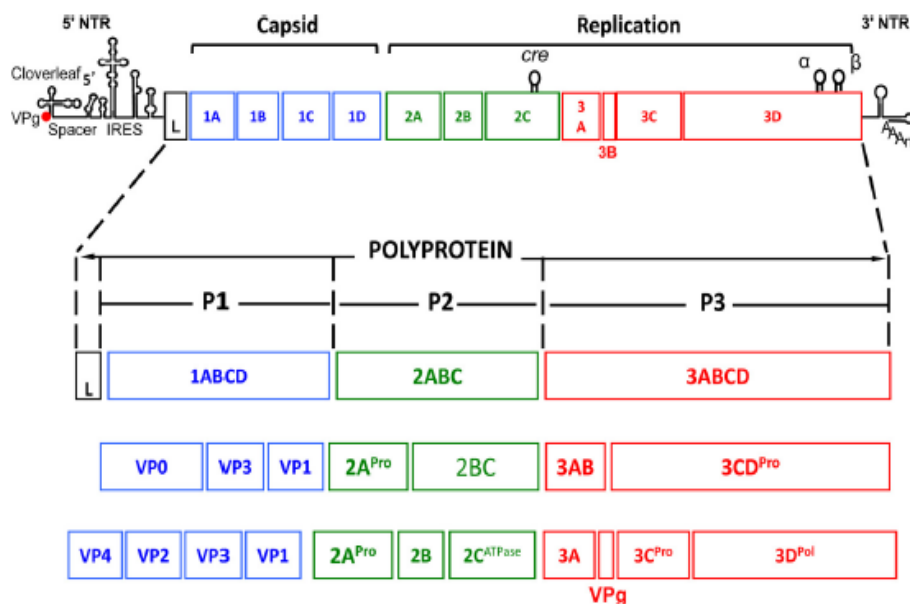 5' NTR Capsid Replication 3' NTR
Cloverleaf 5' cre α β
VPg Spacer IRES L 1A 1B 1C 1D 2A 2B 2C 3A 3B 3C 3D AAAn
POLYPROTEIN
P1 P2 P3
L 1ABCD 2ABC 3ABCD
VP0 VP3 VP1 2APro 2BC 3AB 3CDPro
VP4 VP2 VP3 VP1 2APro 2B 2CATPase 3A 3CPro 3DPol
VPg